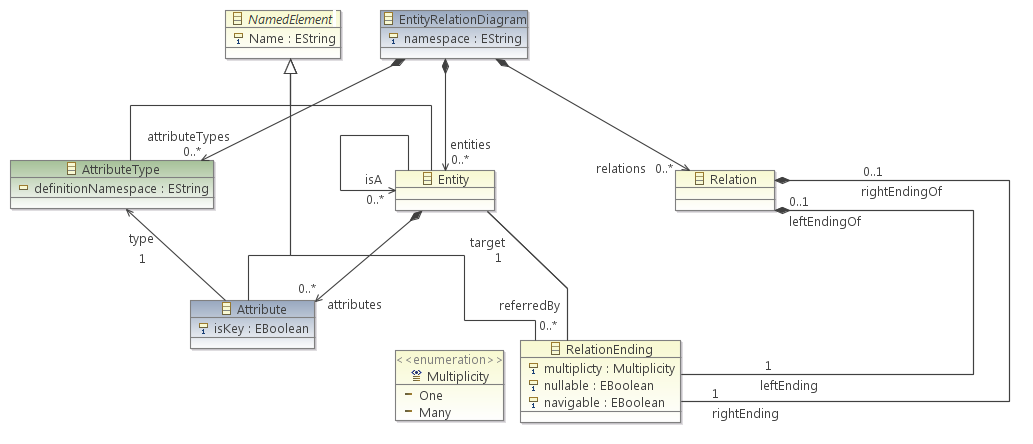 NamedElement
Name : EString
EntityRelationDiagram
namespace : EString
attributeTypes
0..*
entities
0..*
relations 0..*
AttributeType
definitionNamespace : EString
isA
0..*
Entity
Relation
0..1
rightEndingOf
0..1
leftEndingOf
type
1
target
1
0..*
attributes
referredBy
0..*
Attribute
isKey : EBoolean
<<enumeration>>
Multiplicity
One
Many
RelationEnding
multiplicty : Multiplicity
nullable : EBoolean
navigable : EBoolean
1
leftEnding
1
rightEnding